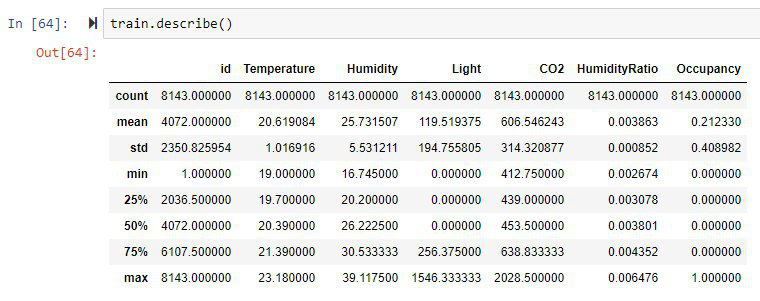 In [64]: train.describe()
Out[64]:
id Temperature Humidity Light CO2 HumidityRatio Occupancy
count 8143.000000 8143.000000 8143.000000 8143.000000 8143.000000 8143.000000 8143.000000
mean 4072.000000 20.619084 25.731507 119.519375 606.546243 0.003863 0.212330
std 2350.825954 1.016916 5.531211 194.755805 314.320877 0.000852 0.408982
min 1.000000 19.000000 16.745000 0.000000 412.750000 0.002674 0.000000
25% 2036.500000 19.700000 20.200000 0.000000 439.000000 0.003078 0.000000
50% 4072.000000 20.390000 26.222500 0.000000 453.500000 0.003801 0.000000
75% 6107.500000 21.390000 30.533333 256.375000 638.833333 0.004352 0.000000
max 8143.000000 23.180000 39.117500 1546.333333 2028.500000 0.006476 1.000000